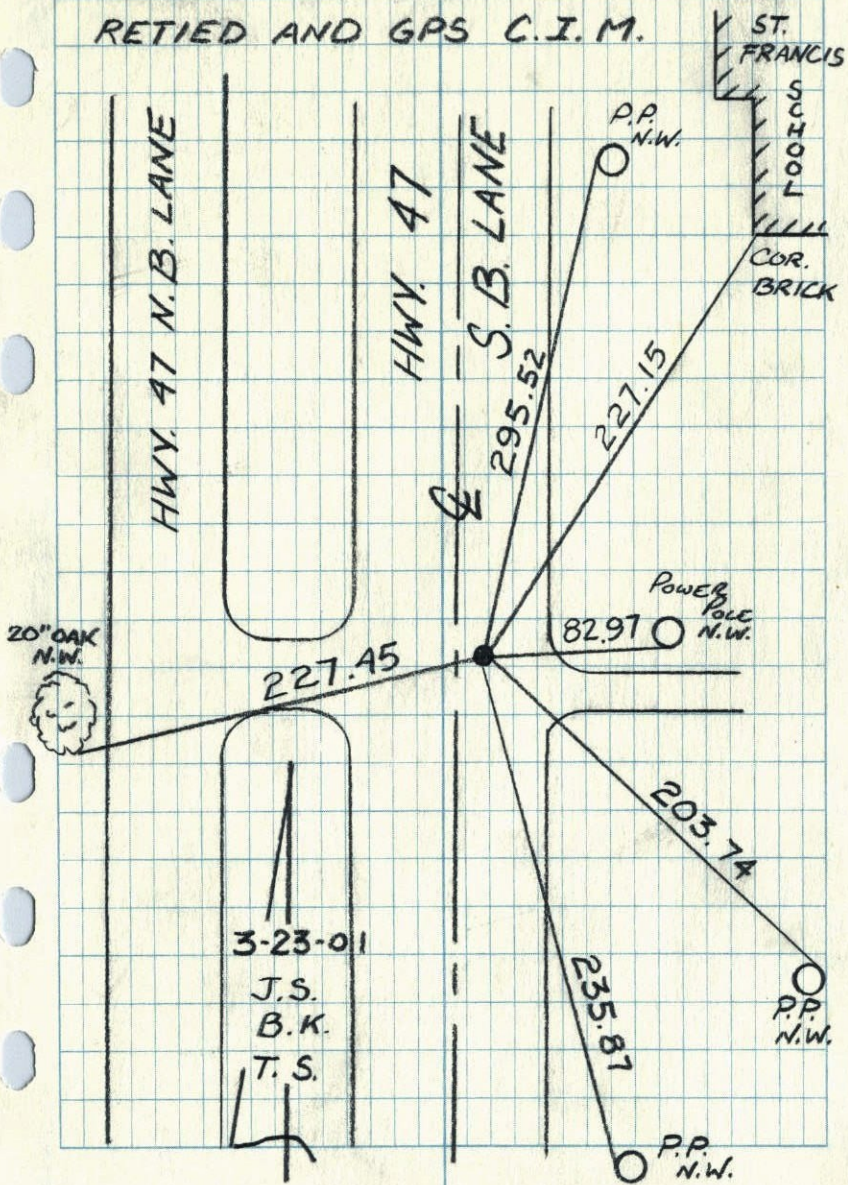 RETIED AND GPS C.I.M.
ST.
FRANCIS
SCHOOL
HWY. 47 N.B. LANE
HWY. 47
S.B. LANE
P.P.
N.W.
COR.
BRICK
295.52
227.15
℄
POWER
POLE
N.W.
82.97
20" OAK
N.W.
227.45
203.74
3-23-01
J.S.
B.K.
T.S.
235.87
P.P.
N.W.
P.P.
N.W.